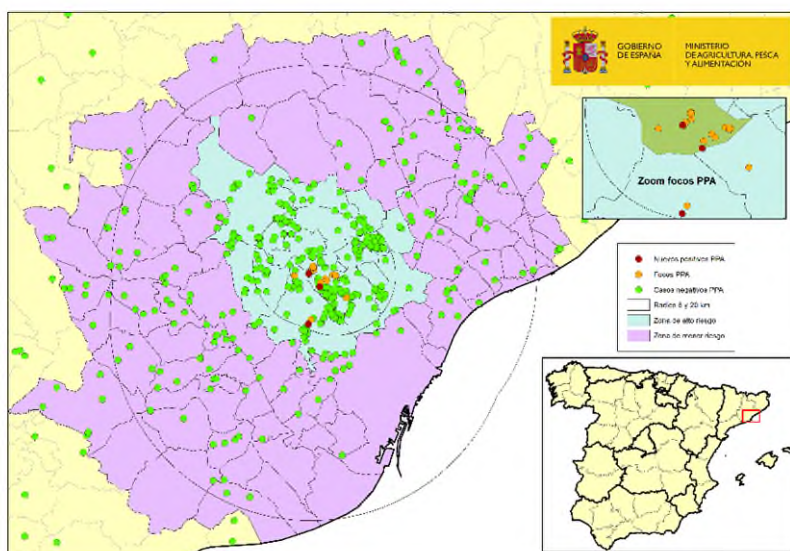 GOBIERNO
DE ESPAÑA
MINISTERIO
DE AGRICULTURA, PESCA
Y ALIMENTACIÓN
Zoom focos PPA
Nuevos positivos PPA
Focos PPA
Casos negativos PPA
Radios 6 y 20 km
Zona de alto riesgo
Zona de menor riesgo